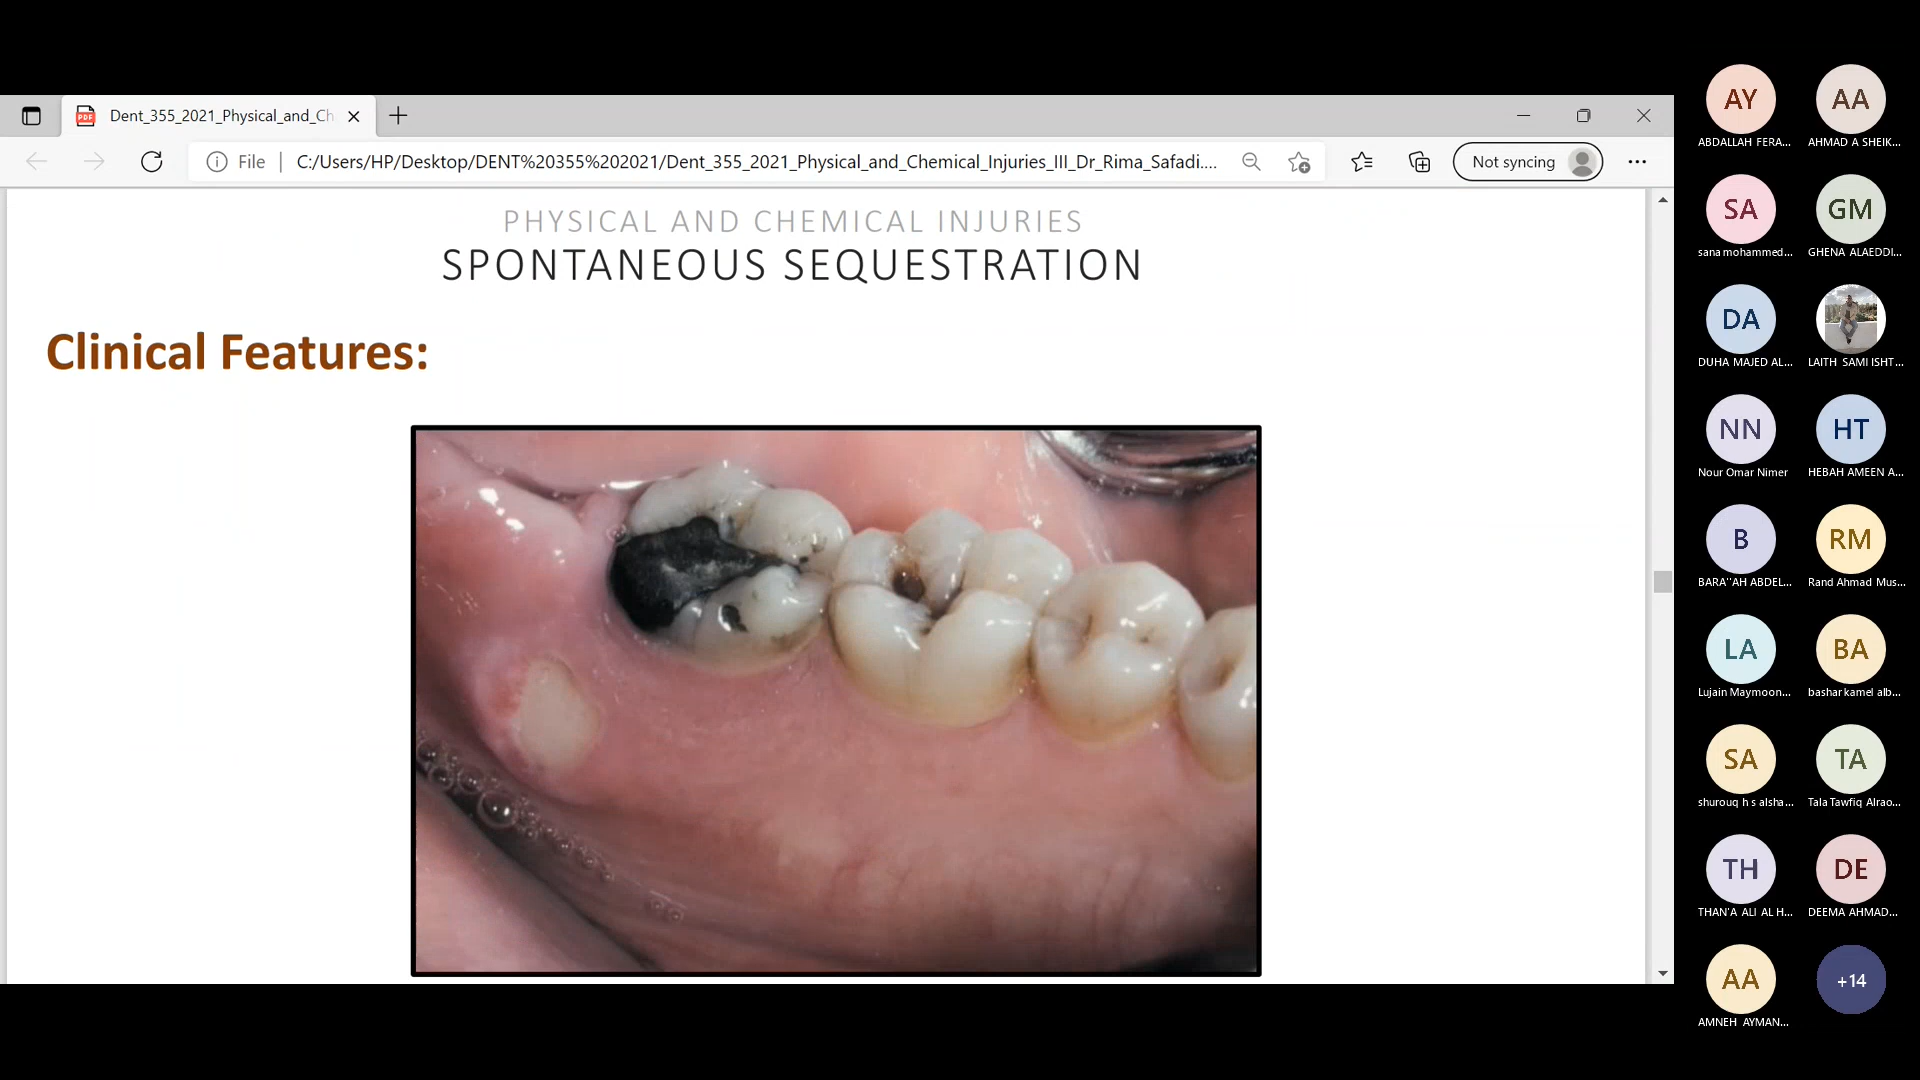 Dent_355_2021_Physical_and_Ch
File
C:/Users/HP/Desktop/DENT%20355%202021/Dent_355_2021_Physical_and_Chemical_Injuries_III_Dr_Rima_Safadi....
Not syncing
PHYSICAL AND CHEMICAL INJURIES
SPONTANEOUS SEQUESTRATION
Clinical Features:
AY
AA
ABDALLAH FERA...
AHMAD A SHEIK...
SA
GM
sana mohammed...
GHENA ALAEDDI...
DA
DUHA MAJED AL...
LAITH SAMI ISHT...
NN
HT
Nour Omar Nimer
HEBAH AMEEN A...
B
RM
BARA''AH ABDEL...
Rand Ahmad Mus...
LA
BA
Lujain Maymoon...
bashar kamel alb...
SA
TA
shurouq h s alsha...
Tala Tawfiq Alrao...
TH
DE
THAN'A ALI AL H...
DEEMA AHMAD...
AA
+14
AMNEH AYMAN...
PDF